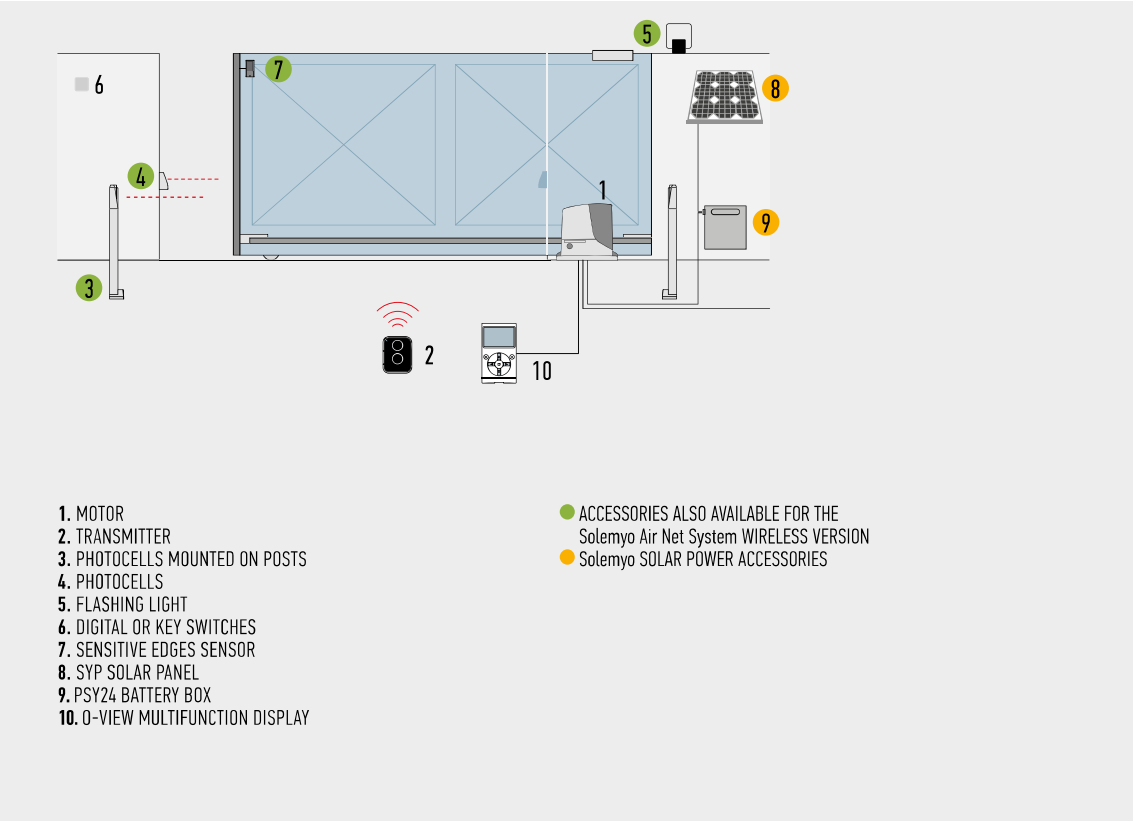 5
7
6
8
4
1
9
3
2
10
1. MOTOR
2. TRANSMITTER
3. PHOTOCELLS MOUNTED ON POSTS
4. PHOTOCELLS
5. FLASHING LIGHT
6. DIGITAL OR KEY SWITCHES
7. SENSITIVE EDGES SENSOR
8. SYP SOLAR PANEL
9. PSY24 BATTERY BOX
10. O-VIEW MULTIFUNCTION DISPLAY
ACCESSORIES ALSO AVAILABLE FOR THE
Solemyo Air Net System WIRELESS VERSION
Solemyo SOLAR POWER ACCESSORIES